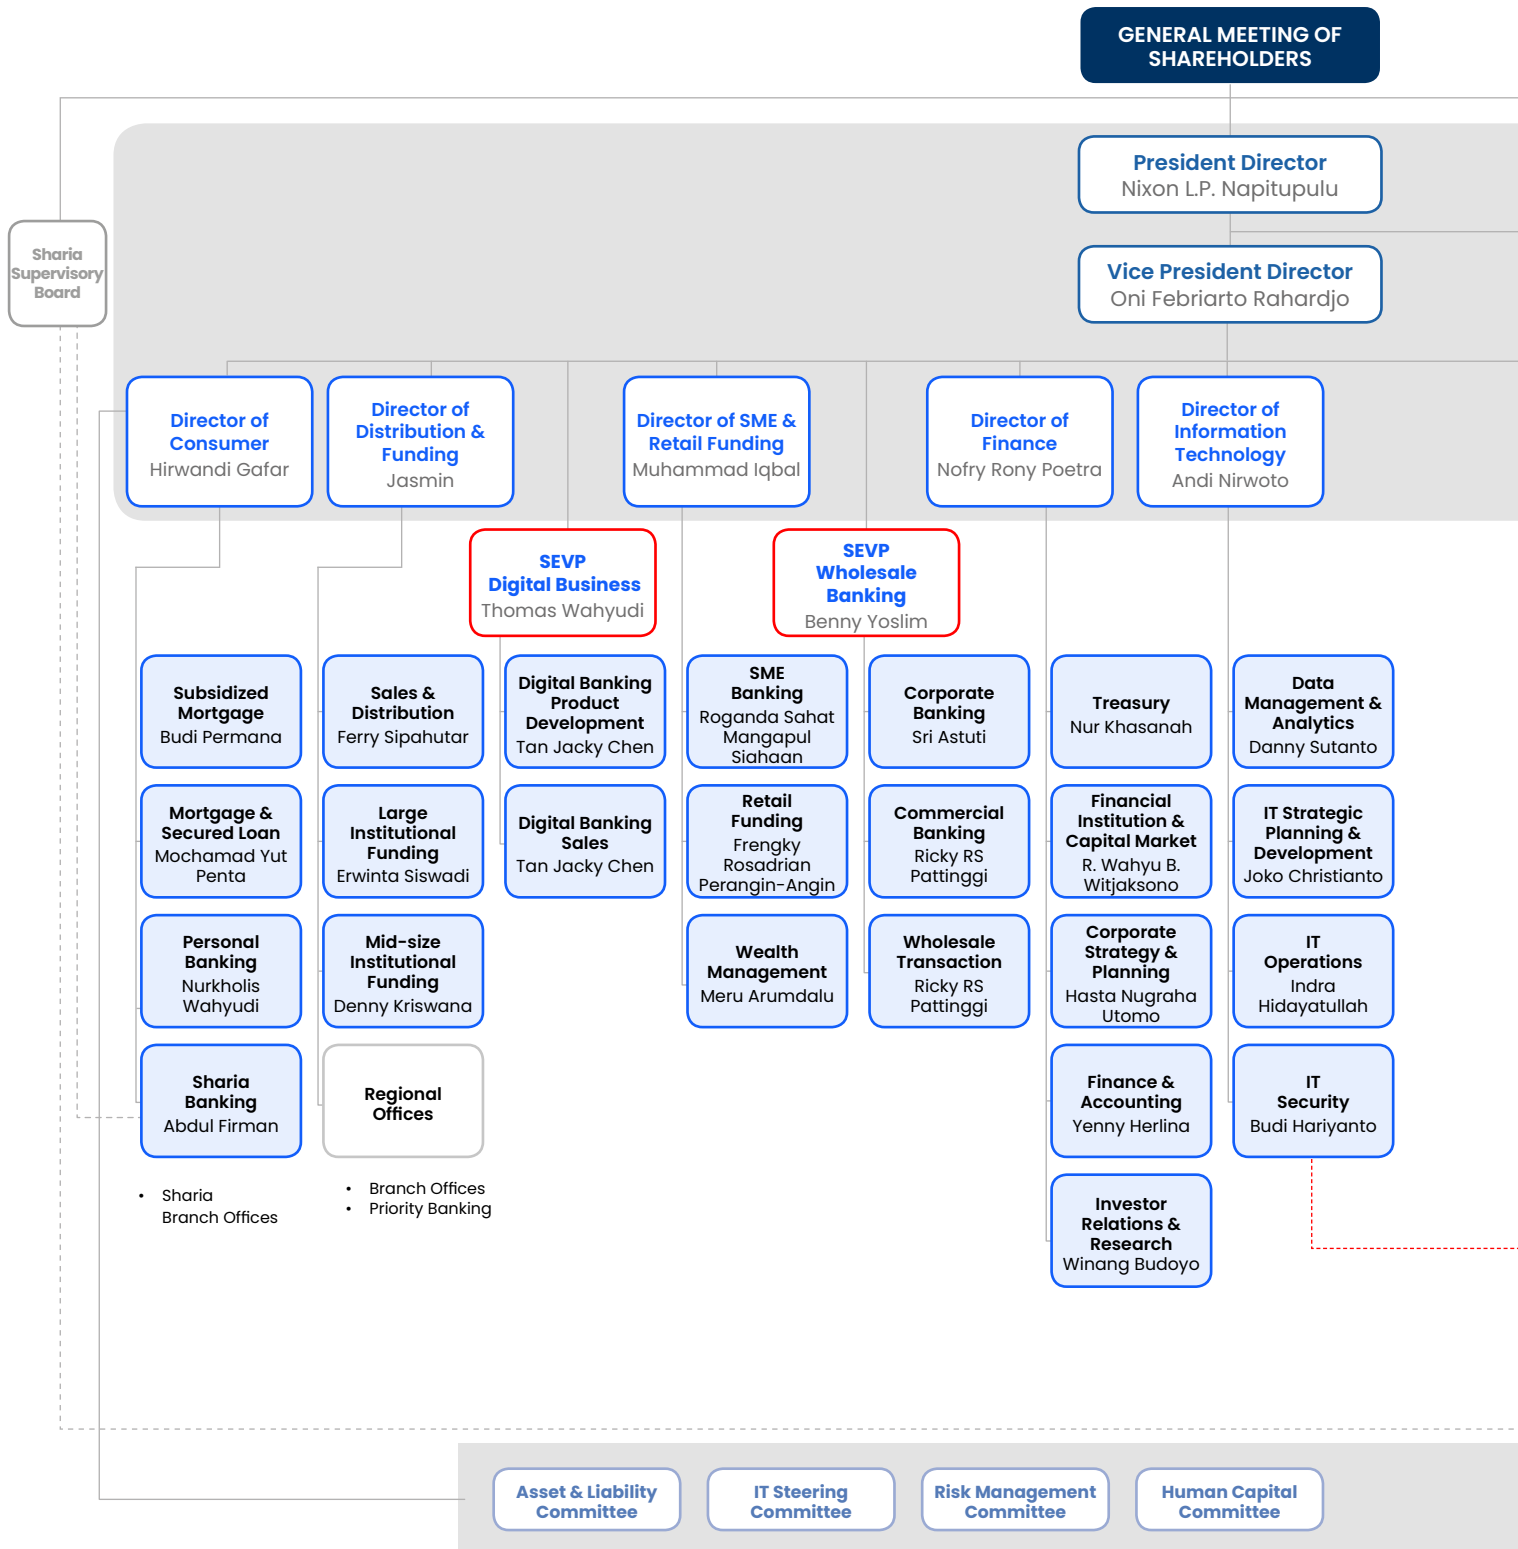 GENERAL MEETING OF
SHAREHOLDERS
President Director
Nixon L.P. Napitupulu
Vice President Director
Oni Febriarto Rahardjo
Sharia
Supervisory
Board
Director of
Consumer
Hirwandi Gafar
Director of
Distribution &
Funding
Jasmin
Director of SME &
Retail Funding
Muhammad Iqbal
Director of
Finance
Nofry Rony Poetra
Director of
Information
Technology
Andi Nirwoto
SEVP
Digital Business
Thomas Wahyudi
SEVP
Wholesale
Banking
Benny Yoslim
Subsidized
Mortgage
Budi Permana
Sales &
Distribution
Ferry Sipahutar
Digital Banking
Product
Development
Tan Jacky Chen
SME
Banking
Roganda Sahat
Mangapul
Siahaan
Corporate
Banking
Sri Astuti
Treasury
Nur Khasanah
Data
Management &
Analytics
Danny Sutanto
Mortgage &
Secured Loan
Mochamad Yut
Penta
Large
Institutional
Funding
Erwinta Siswadi
Digital Banking
Sales
Tan Jacky Chen
Retail
Funding
Frengky
Rosadrian
Perangin-Angin
Commercial
Banking
Ricky RS
Pattinggi
Financial
Institution &
Capital Market
R. Wahyu B.
Witjaksono
IT Strategic
Planning &
Development
Joko Christianto
Personal
Banking
Nurkholis
Wahyudi
Mid-size
Institutional
Funding
Denny Kriswana
Wealth
Management
Meru Arumdalu
Wholesale
Transaction
Ricky RS
Pattinggi
Corporate
Strategy &
Planning
Hasta Nugraha
Utomo
IT
Operations
Indra
Hidayatullah
Sharia
Banking
Abdul Firman
Regional
Offices
Finance &
Accounting
Yenny Herlina
IT
Security
Budi Hariyanto
• Sharia
Branch Offices
• Branch Offices
• Priority Banking
Investor
Relations &
Research
Winang Budoyo
Asset & Liability
Committee
IT Steering
Committee
Risk Management
Committee
Human Capital
Committee